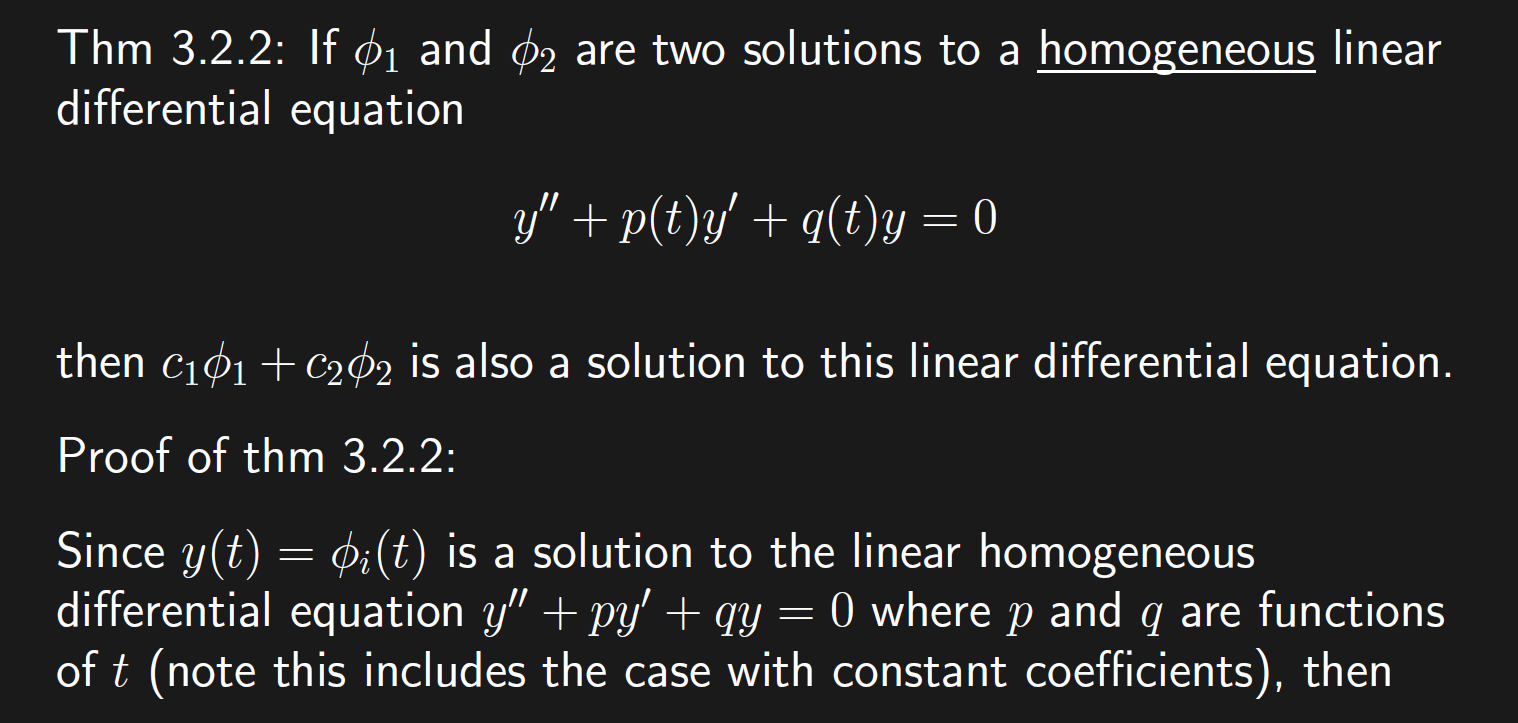 Thm 3.2.2: If ϕ₁ and ϕ₂ are two solutions to a homogeneous linear
differential equation
y″ + p(t)y′ + q(t)y = 0
then c₁ϕ₁ + c₂ϕ₂ is also a solution to this linear differential equation.
Proof of thm 3.2.2:
Since y(t) = ϕᵢ(t) is a solution to the linear homogeneous
differential equation y″ + py′ + qy = 0 where p and q are functions
of t (note this includes the case with constant coefficients), then